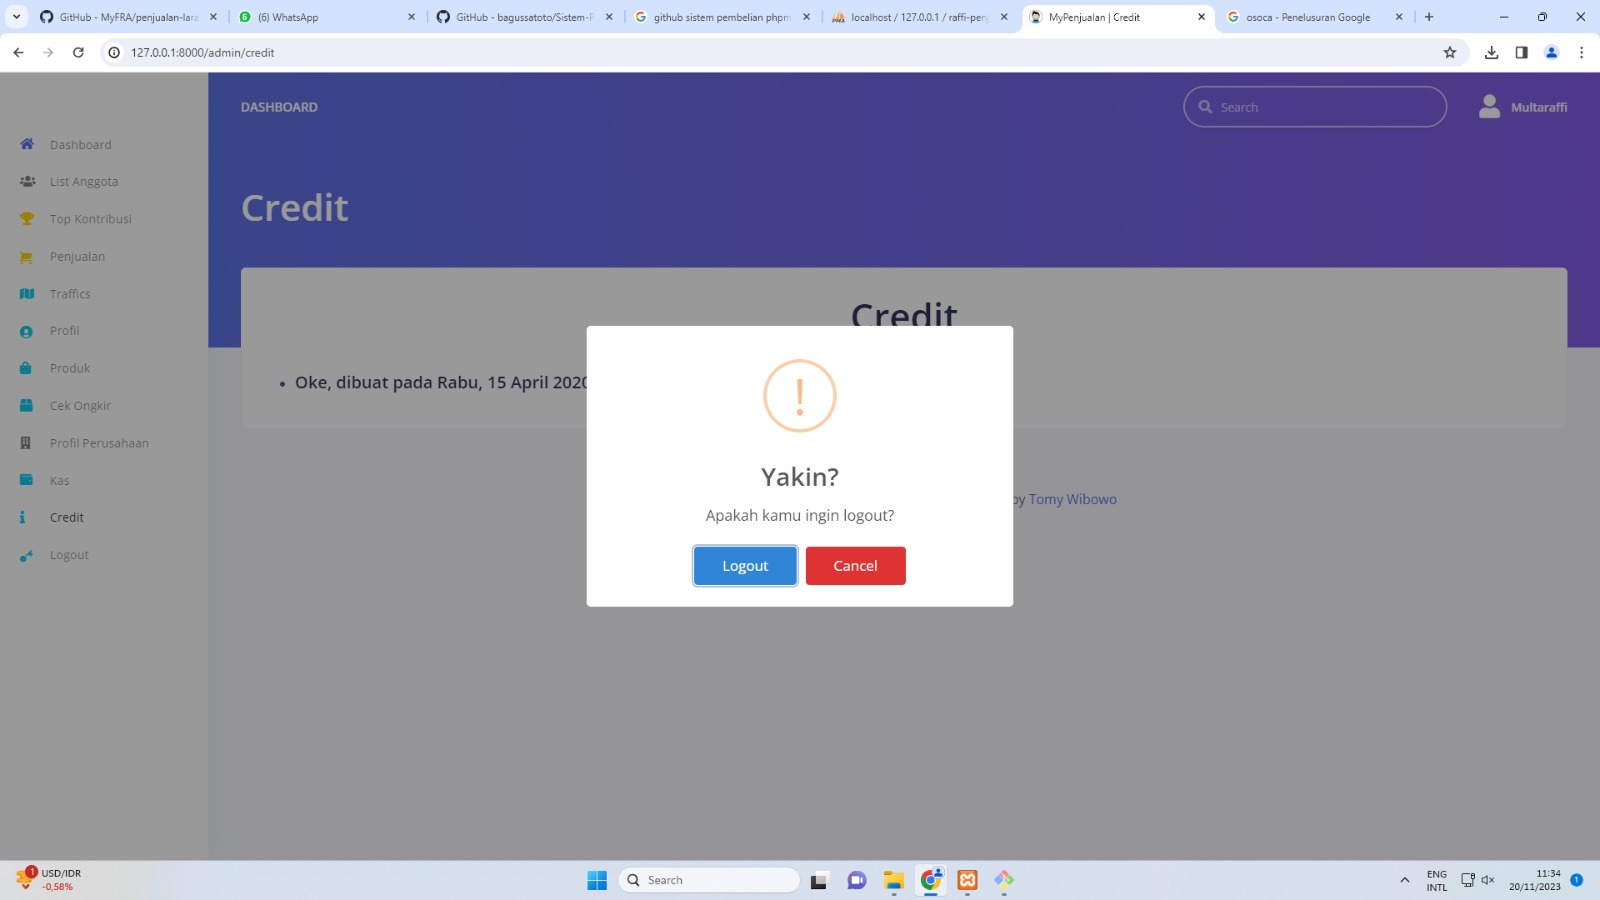 GitHub - MyFRA/penjualan-lara
(6) WhatsApp
GitHub - bagussatoto/Sistem-P
github sistem pembelian phpm
localhost / 127.0.0.1 / raffi-penj
MyPenjualan | Credit
osoca - Penelusuran Google
127.0.0.1:8000/admin/credit
DASHBOARD
Search
Multaraffi
Dashboard
List Anggota
Top Kontribusi
Penjualan
Traffics
Profil
Produk
Cek Ongkir
Profil Perusahaan
Kas
Credit
Logout
Credit
Credit
Oke, dibuat pada Rabu, 15 April 2020
Yakin?
Apakah kamu ingin logout?
Logout
Cancel
by Tomy Wibowo
1
USD/IDR
-0,58%
Search
ENG
INTL
11:34
20/11/2023
1